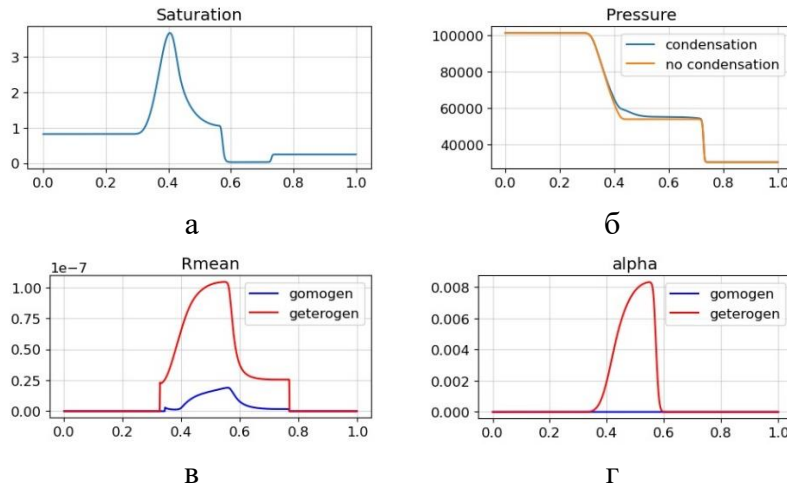 Saturation
3
2
1
0
0.0 0.2 0.4 0.6 0.8 1.0
а
Pressure
100000
80000
60000
40000
condensation
no condensation
0.0 0.2 0.4 0.6 0.8 1.0
б
Rmean
1e-7
1.00
0.75
0.50
0.25
0.00
gomogen
geterogen
0.0 0.2 0.4 0.6 0.8 1.0
в
alpha
0.008
0.006
0.004
0.002
0.000
gomogen
geterogen
0.0 0.2 0.4 0.6 0.8 1.0
г